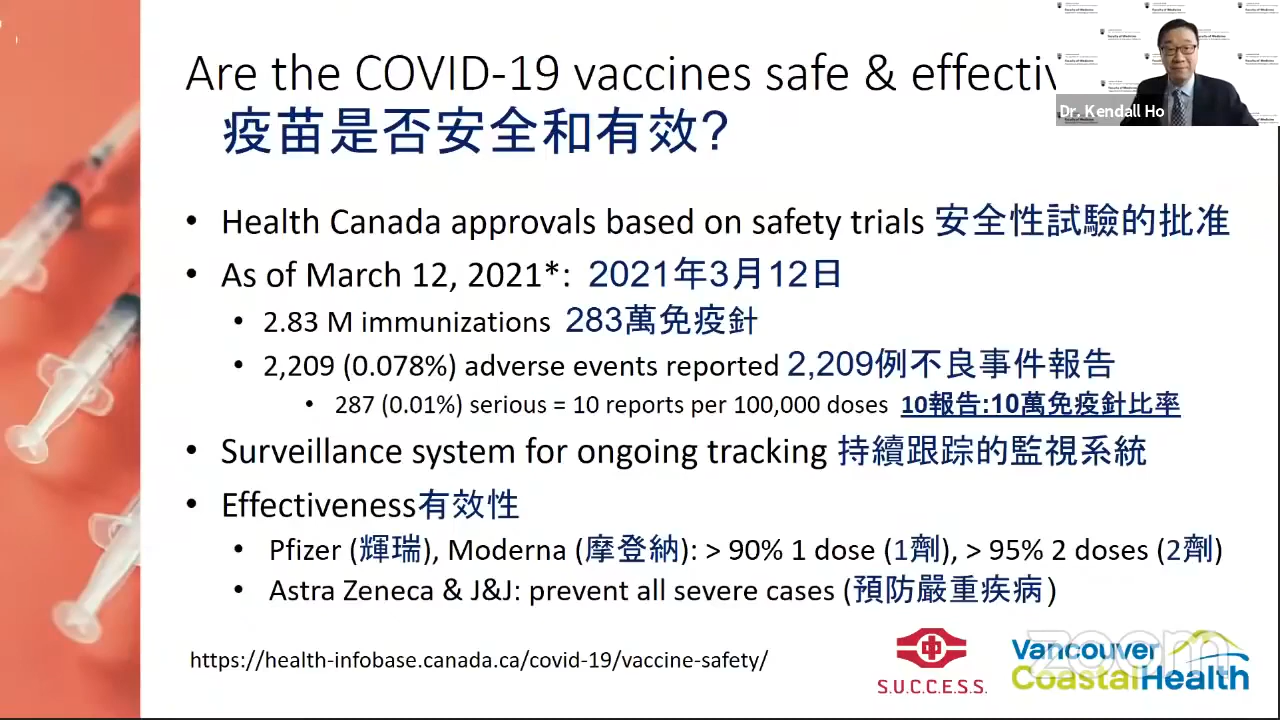 Are the COVID-19 vaccines safe & effectiv
疫苗是否安全和有效?
Dr. Kendall Ho
• Health Canada approvals based on safety trials 安全性試驗的批准
• As of March 12, 2021*: 2021年3月12日
• 2.83 M immunizations 283萬免疫針
• 2,209 (0.078%) adverse events reported 2,209例不良事件報告
• 287 (0.01%) serious = 10 reports per 100,000 doses 10報告:10萬免疫針比率
• Surveillance system for ongoing tracking 持續跟踪的監視系統
• Effectiveness有效性
• Pfizer (輝瑞), Moderna (摩登納): > 90% 1 dose (1劑), > 95% 2 doses (2劑)
• Astra Zeneca & J&J: prevent all severe cases (預防嚴重疾病)
https://health-infobase.canada.ca/covid-19/vaccine-safety/
S.U.C.C.E.S.S.
Vancouver
CoastalHealth
zoom